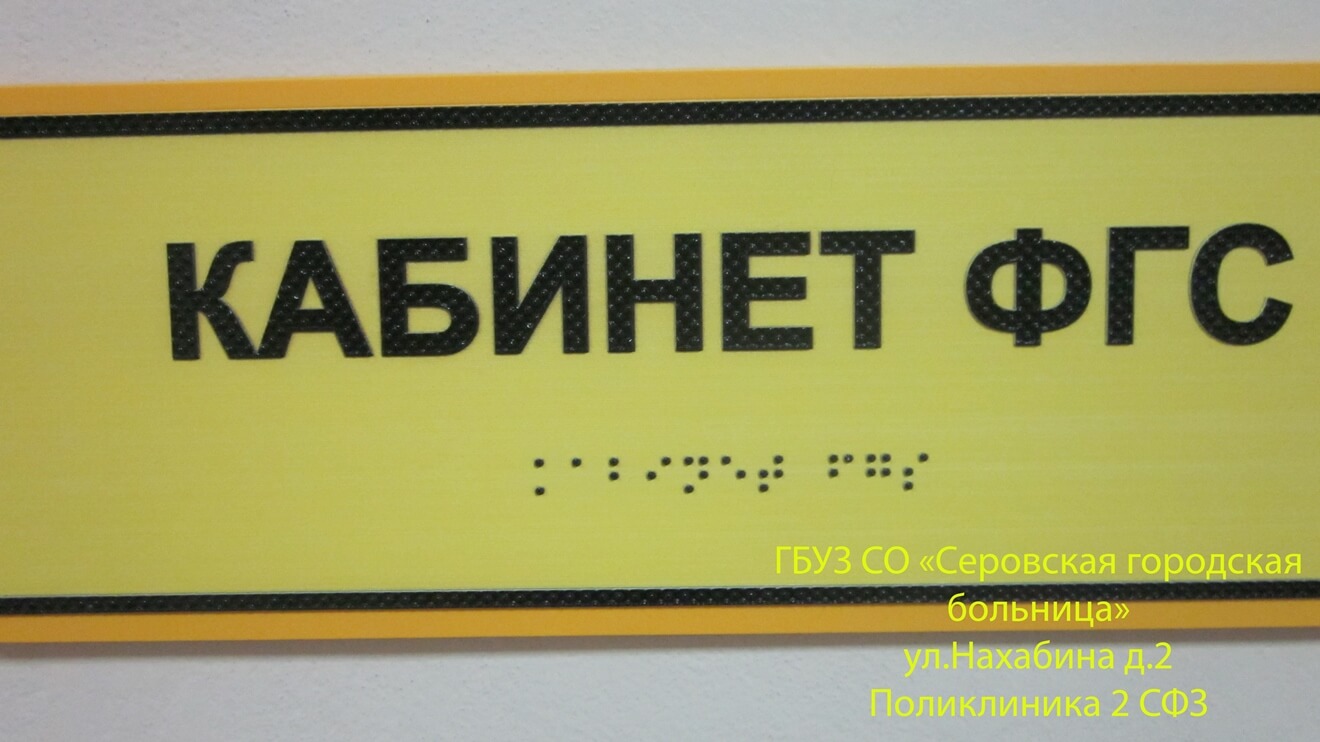 КАБИНЕТ ФГС
⠅⠁⠃⠊⠝⠑⠞ ⠋⠛⠎
ГБУЗ СО «Серовская городская
больница»
ул.Нахабина д.2
Поликлиника 2 СФЗ